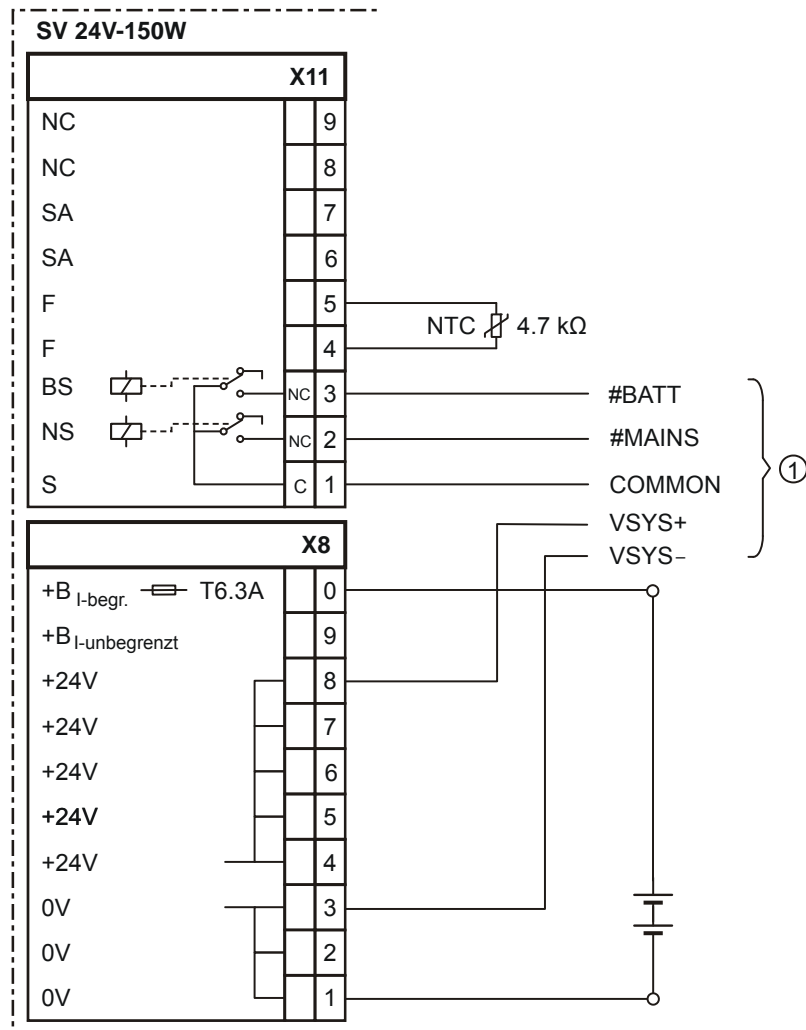 SV 24V-150W
X11
NC 9
NC 8
SA 7
SA 6
F 5
NTC 4.7 kΩ
F 4
BS NC 3 #BATT
NS NC 2 #MAINS
①
S C 1 COMMON
VSYS+
X8
VSYS−
+B I-begr. T6.3A 0
+B I-unbegrenzt 9
+24V 8
+24V 7
+24V 6
+24V 5
+24V 4
0V 3
0V 2
0V 1